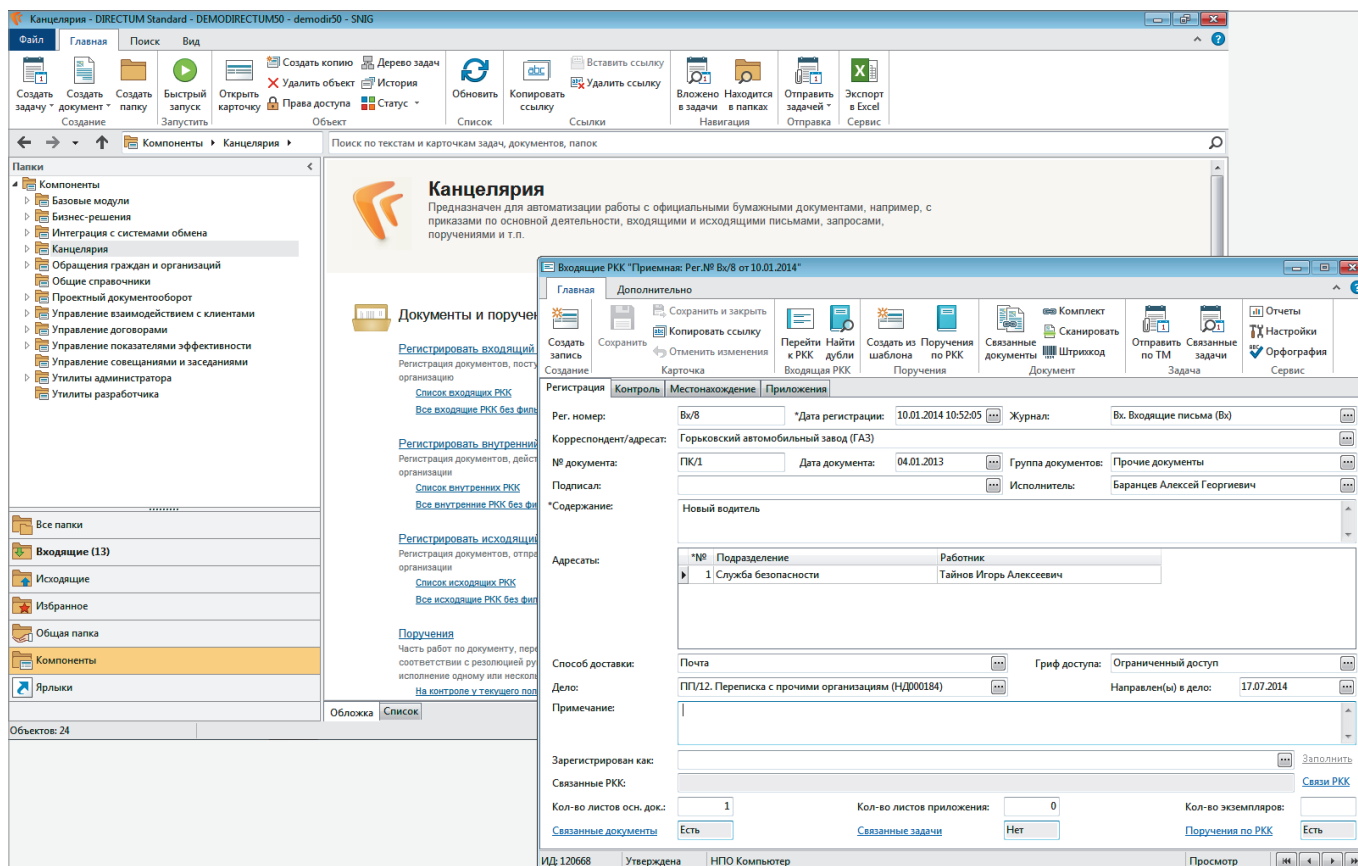 Канцелярия - DIRECTUM Standard - DEMODIRECTUM50 - demodir50 - SNIG
Файл Главная Поиск Вид
Создать задачу Создать документ Создать папку Быстрый запуск Открыть карточку Создать копию Дерево задач Обновить Копировать ссылку Вставить ссылку Вложено в задачи Находится в папках Отправить задачей Экспорт в Excel
Удалить объект История Удалить ссылку
Права доступа Статус
Создание Запустить Объект Список Ссылки Навигация Отправка Сервис
Компоненты Канцелярия Поиск по текстам и карточкам задач, документов, папок
Папки
Компоненты
Базовые модули
Бизнес-решения
Интеграция с системами обмена
Канцелярия
Обращения граждан и организаций
Общие справочники
Проектный документооборот
Управление взаимодействием с клиентами
Управление договорами
Управление показателями эффективности
Управление совещаниями и заседаниями
Утилиты администратора
Утилиты разработчика
Все папки
Входящие (13)
Исходящие
Избранное
Общая папка
Компоненты
Ярлыки
Объектов: 24
Канцелярия
Предназначен для автоматизации работы с официальными бумажными документами, например, с
приказами по основной деятельности, входящими и исходящими письмами, запросами,
поручениями и т.п.
Документы и поруче
Регистрировать входящий
Регистрация документов, посту
организацию
Список входящих РКК
Все входящие РКК без филь
Регистрировать внутренний
Регистрация документов, дейст
организации
Список внутренних РКК
Все внутренние РКК без фи
Регистрировать исходящи
Регистрация документов, отпра
организации
Список исходящих РКК
Все исходящие РКК без фил
Поручения
Часть работ по документу, пере
соответствии с резолюцией ру
исполнение одному или нескол
На контроле у текущего пол
Обложка Список
Входящие РКК "Приемная: Рег.№ Вх/8 от 10.01.2014"
Главная Дополнительно
Создать запись Сохранить Сохранить и закрыть Перейти к РКК Найти дубли Создать из шаблона Поручения по РКК Связанные документы Комплект Отправить по ТМ Связанные задачи Отчеты
Копировать ссылку Сканировать Настройки
Отменить изменения Штрихкод Орфография
Создание Карточка Входящая РКК Поручения Документ Задача Сервис
Регистрация Контроль Местонахождение Приложения
Рег. номер: Вх/8 *Дата регистрации: 10.01.2014 10:52:05 Журнал: Вх. Входящие письма (Вх)
Корреспондент/адресат: Горьковский автомобильный завод (ГАЗ)
№ документа: ПК/1 Дата документа: 04.01.2013 Группа документов: Прочие документы
Подписал: Исполнитель: Баранцев Алексей Георгиевич
*Содержание: Новый водитель
Адресаты: *№ Подразделение Работник
1 Служба безопасности Тайнов Игорь Алексеевич
Способ доставки: Почта Гриф доступа: Ограниченный доступ
Дело: ПП/12. Переписка с прочими организациям (НД000184) Направлен(ы) в дело: 17.07.2014
Примечание:
Зарегистрирован как: Заполнить
Связанные РКК: Связи РКК
Кол-во листов осн. док.: 1 Кол-во листов приложения: 0 Кол-во экземпляров:
Связанные документы Есть Связанные задачи Нет Поручения по РКК Есть
ИД: 120668 Утверждена НПО Компьютер Просмотр